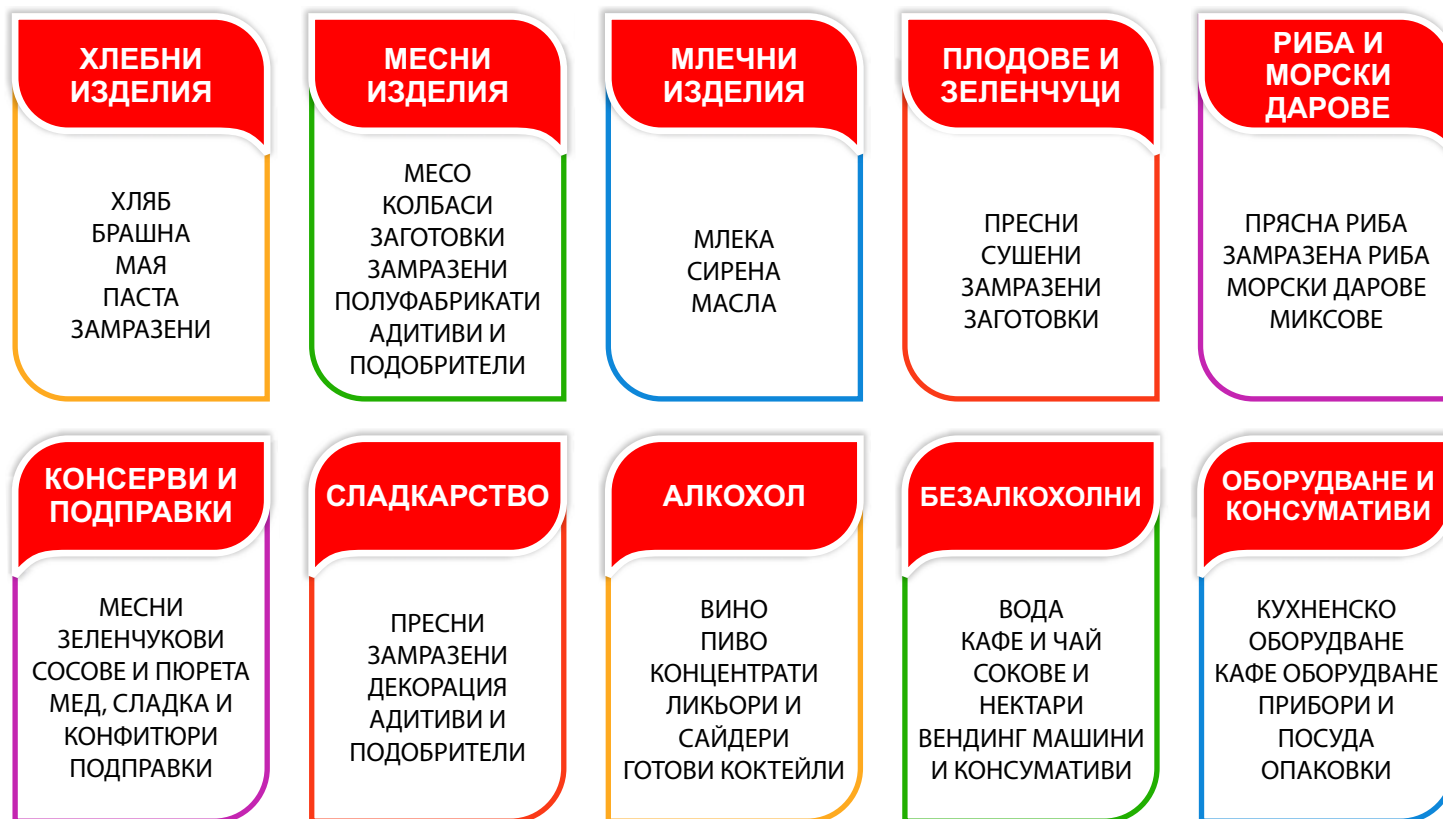 ХЛЕБНИ
ИЗДЕЛИЯ
ХЛЯБ
БРАШНА
МАЯ
ПАСТА
ЗАМРАЗЕНИ
МЕСНИ
ИЗДЕЛИЯ
МЕСО
КОЛБАСИ
ЗАГОТОВКИ
ЗАМРАЗЕНИ
ПОЛУФАБРИКАТИ
АДИТИВИ И
ПОДОБРИТЕЛИ
МЛЕЧНИ
ИЗДЕЛИЯ
МЛЕКА
СИРЕНА
МАСЛА
ПЛОДОВЕ И
ЗЕЛЕНЧУЦИ
ПРЕСНИ
СУШЕНИ
ЗАМРАЗЕНИ
ЗАГОТОВКИ
РИБА И
МОРСКИ
ДАРОВЕ
ПРЯСНА РИБА
ЗАМРАЗЕНА РИБА
МОРСКИ ДАРОВЕ
МИКСОВЕ
КОНСЕРВИ И
ПОДПРАВКИ
МЕСНИ
ЗЕЛЕНЧУКОВИ
СОСОВЕ И ПЮРЕТА
МЕД, СЛАДКА И
КОНФИТЮРИ
ПОДПРАВКИ
СЛАДКАРСТВО
ПРЕСНИ
ЗАМРАЗЕНИ
ДЕКОРАЦИЯ
АДИТИВИ И
ПОДОБРИТЕЛИ
АЛКОХОЛ
ВИНО
ПИВО
КОНЦЕНТРАТИ
ЛИКЬОРИ И
САЙДЕРИ
ГОТОВИ КОКТЕЙЛИ
БЕЗАЛКОХОЛНИ
ВОДА
КАФЕ И ЧАЙ
СОКОВЕ И
НЕКТАРИ
ВЕНДИНГ МАШИНИ
И КОНСУМАТИВИ
ОБОРУДВАНЕ И
КОНСУМАТИВИ
КУХНЕНСКО
ОБОРУДВАНЕ
КАФЕ ОБОРУДВАНЕ
ПРИБОРИ И
ПОСУДА
ОПАКОВКИ